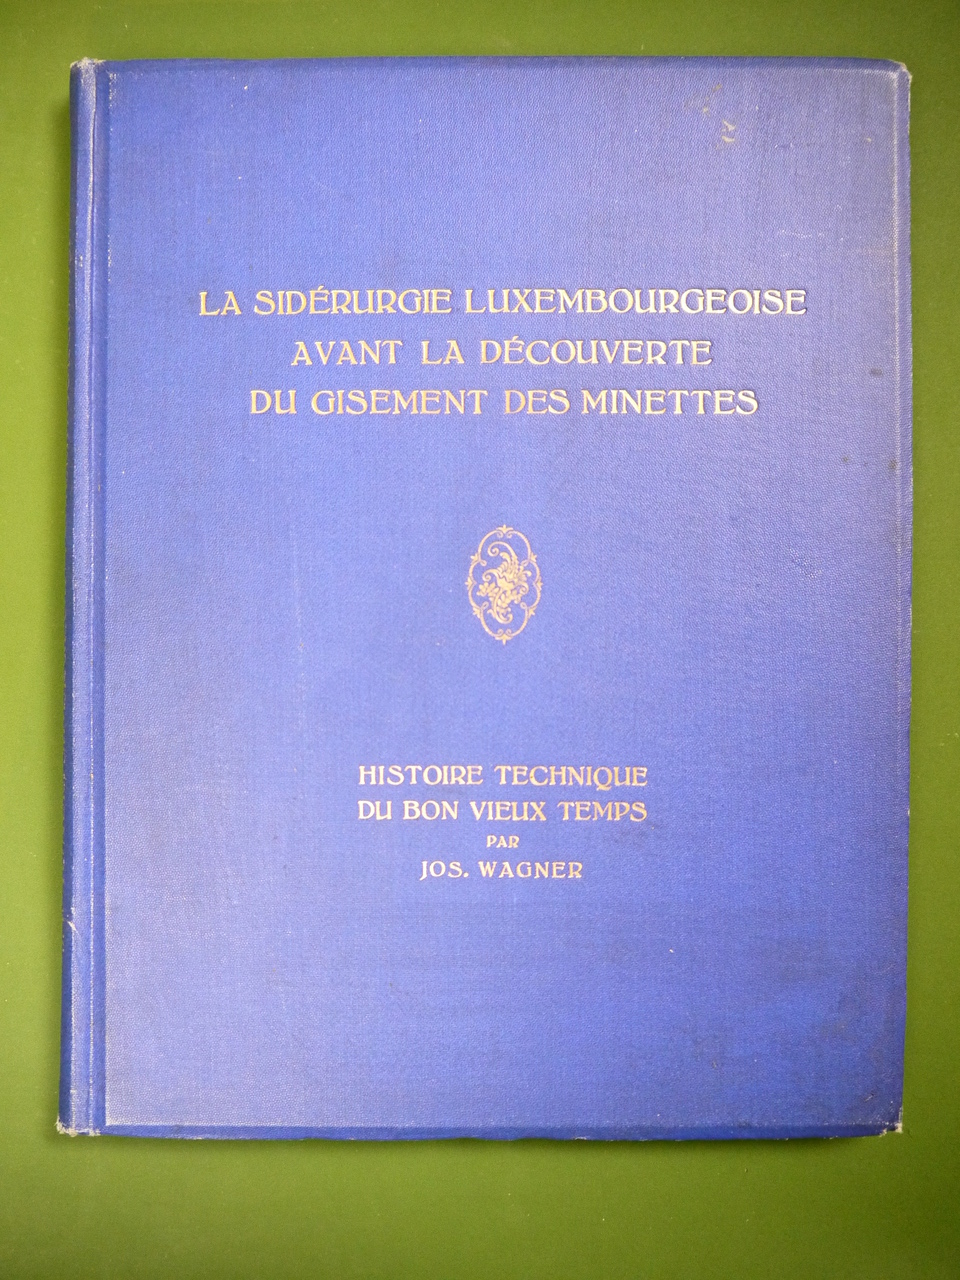 LA SIDÉRURGIE LUXEMBOURGEOISE
AVANT LA DÉCOUVERTE
DU GISEMENT DES MINETTES
HISTOIRE TECHNIQUE
DU BON VIEUX TEMPS
PAR
JOS. WAGNER